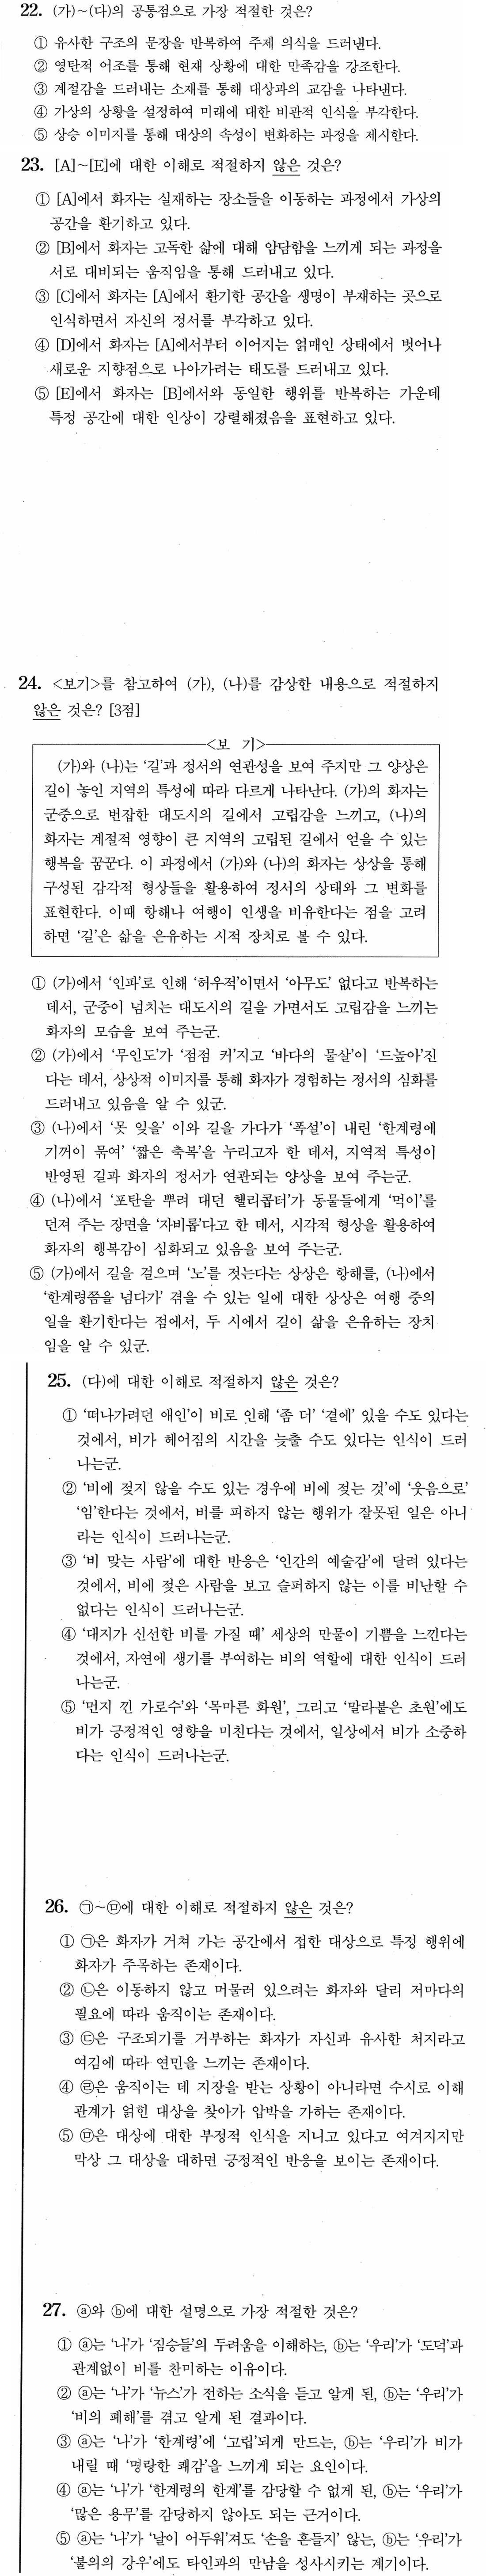 22. (가)~(다)의 공통점으로 가장 적절한 것은?
① 유사한 구조의 문장을 반복하여 주제 의식을 드러낸다.
② 영탄적 어조를 통해 현재 상황에 대한 만족감을 강조한다.
③ 계절감을 드러내는 소재를 통해 대상과의 교감을 나타낸다.
④ 가상의 상황을 설정하여 미래에 대한 비관적 인식을 부각한다.
⑤ 상승 이미지를 통해 대상의 속성이 변화하는 과정을 제시한다.
23. [A]~[E]에 대한 이해로 적절하지 않은 것은?
① [A]에서 화자는 실재하는 장소들을 이동하는 과정에서 가상의
공간을 환기하고 있다.
② [B]에서 화자는 고독한 삶에 대해 암담함을 느끼게 되는 과정을
서로 대비되는 움직임을 통해 드러내고 있다.
③ [C]에서 화자는 [A]에서 환기한 공간을 생명이 부재하는 곳으로
인식하면서 자신의 정서를 부각하고 있다.
④ [D]에서 화자는 [A]에서부터 이어지는 얽매인 상태에서 벗어나
새로운 지향점으로 나아가려는 태도를 드러내고 있다.
⑤ [E]에서 화자는 [B]에서와 동일한 행위를 반복하는 가운데
특정 공간에 대한 인상이 강렬해졌음을 표현하고 있다.
24. <보기>를 참고하여 (가), (나)를 감상한 내용으로 적절하지
않은 것은? [3점]
<보 기>
(가)와 (나)는 '길'과 정서의 연관성을 보여 주지만 그 양상은
길이 놓인 지역의 특성에 따라 다르게 나타난다. (가)의 화자는
군중으로 번잡한 대도시의 길에서 고립감을 느끼고, (나)의
화자는 계절적 영향이 큰 지역의 고립된 길에서 얻을 수 있는
행복을 꿈꾼다. 이 과정에서 (가)와 (나)의 화자는 상상을 통해
구성된 감각적 형상들을 활용하여 정서의 상태와 그 변화를
표현한다. 이때 항해나 여행이 인생을 비유한다는 점을 고려
하면 '길'은 삶을 은유하는 시적 장치로 볼 수 있다.
① (가)에서 '인파'로 인해 '허우적'이면서 '아무도' 없다고 반복하는
데서, 군중이 넘치는 대도시의 길을 가면서도 고립감을 느끼는
화자의 모습을 보여 주는군.
② (가)에서 '무인도'가 '점점 커'지고 '바다의 물살'이 '드높아'진
다는 데서, 상상적 이미지를 통해 화자가 경험하는 정서의 심화를
드러내고 있음을 알 수 있군.
③ (나)에서 '못 잊을' 이와 길을 가다가 '폭설'이 내린 '한계령에
기꺼이 묶여' '짧은 축복'을 누리고자 한 데서, 지역적 특성이
반영된 길과 화자의 정서가 연관되는 양상을 보여 주는군.
④ (나)에서 '포탄을 뿌려 대던 헬리콥터'가 동물들에게 '먹이'를
던져 주는 장면을 '자비롭'다고 한 데서, 시각적 형상을 활용하여
화자의 행복감이 심화되고 있음을 보여 주는군.
⑤ (가)에서 길을 걸으며 '노'를 젓는다는 상상은 항해를, (나)에서
'한계령쯤을 넘다가' 겪을 수 있는 일에 대한 상상은 여행 중의
일을 환기한다는 점에서, 두 시에서 길이 삶을 은유하는 장치
임을 알 수 있군.
25. (다)에 대한 이해로 적절하지 않은 것은?
① '떠나가려던 애인'이 비로 인해 '좀 더' '곁에' 있을 수도 있다는
것에서, 비가 헤어짐의 시간을 늦출 수도 있다는 인식이 드러
나는군.
② '비에 젖지 않을 수도 있는 경우에 비에 젖는 것'에 '웃음으로'
'임'한다는 것에서, 비를 피하지 않는 행위가 잘못된 일은 아니
라는 인식이 드러나는군.
③ '비 맞는 사람'에 대한 반응은 '인간의 예술감'에 달려 있다는
것에서, 비에 젖은 사람을 보고 슬퍼하지 않는 이를 비난할 수
없다는 인식이 드러나는군.
④ '대지가 신선한 비를 가질 때' 세상의 만물이 기쁨을 느낀다는
것에서, 자연에 생기를 부여하는 비의 역할에 대한 인식이 드러
나는군.
⑤ '먼지 낀 가로수'와 '목마른 화원', 그리고 '말라붙은 초원'에도
비가 긍정적인 영향을 미친다는 것에서, 일상에서 비가 소중하
다는 인식이 드러나는군.
26. ㉠~㉤에 대한 이해로 적절하지 않은 것은?
① ㉠은 화자가 거쳐 가는 공간에서 접한 대상으로 특정 행위에
화자가 주목하는 존재이다.
② ㉡은 이동하지 않고 머물러 있으려는 화자와 달리 저마다의
필요에 따라 움직이는 존재이다.
③ ㉢은 구조되기를 거부하는 화자가 자신과 유사한 처지라고
여김에 따라 연민을 느끼는 존재이다.
④ ㉣은 움직이는 데 지장을 받는 상황이 아니라면 수시로 이해
관계가 얽힌 대상을 찾아가 압박을 가하는 존재이다.
⑤ ㉤은 대상에 대한 부정적 인식을 지니고 있다고 여겨지지만
막상 그 대상을 대하면 긍정적인 반응을 보이는 존재이다.
27. ⓐ와 ⓑ에 대한 설명으로 가장 적절한 것은?
① ⓐ는 '나'가 '짐승들'의 두려움을 이해하는, ⓑ는 '우리'가 '도덕'과
관계없이 비를 찬미하는 이유이다.
② ⓐ는 '나'가 '뉴스'가 전하는 소식을 듣고 알게 된, ⓑ는 '우리'가
'비의 폐해'를 겪고 알게 된 결과이다.
③ ⓐ는 '나'가 '한계령'에 '고립'되게 만드는, ⓑ는 '우리'가 비가
내릴 때 '명랑한 쾌감'을 느끼게 되는 요인이다.
④ ⓐ는 '나'가 '한계령의 한계'를 감당할 수 없게 된, ⓑ는 '우리'가
'많은 용무'를 감당하지 않아도 되는 근거이다.
⑤ ⓐ는 '나'가 '날이 어두워'져도 '손을 흔들지' 않는, ⓑ는 '우리'가
'불의의 강우'에도 타인과의 만남을 성사시키는 계기이다.